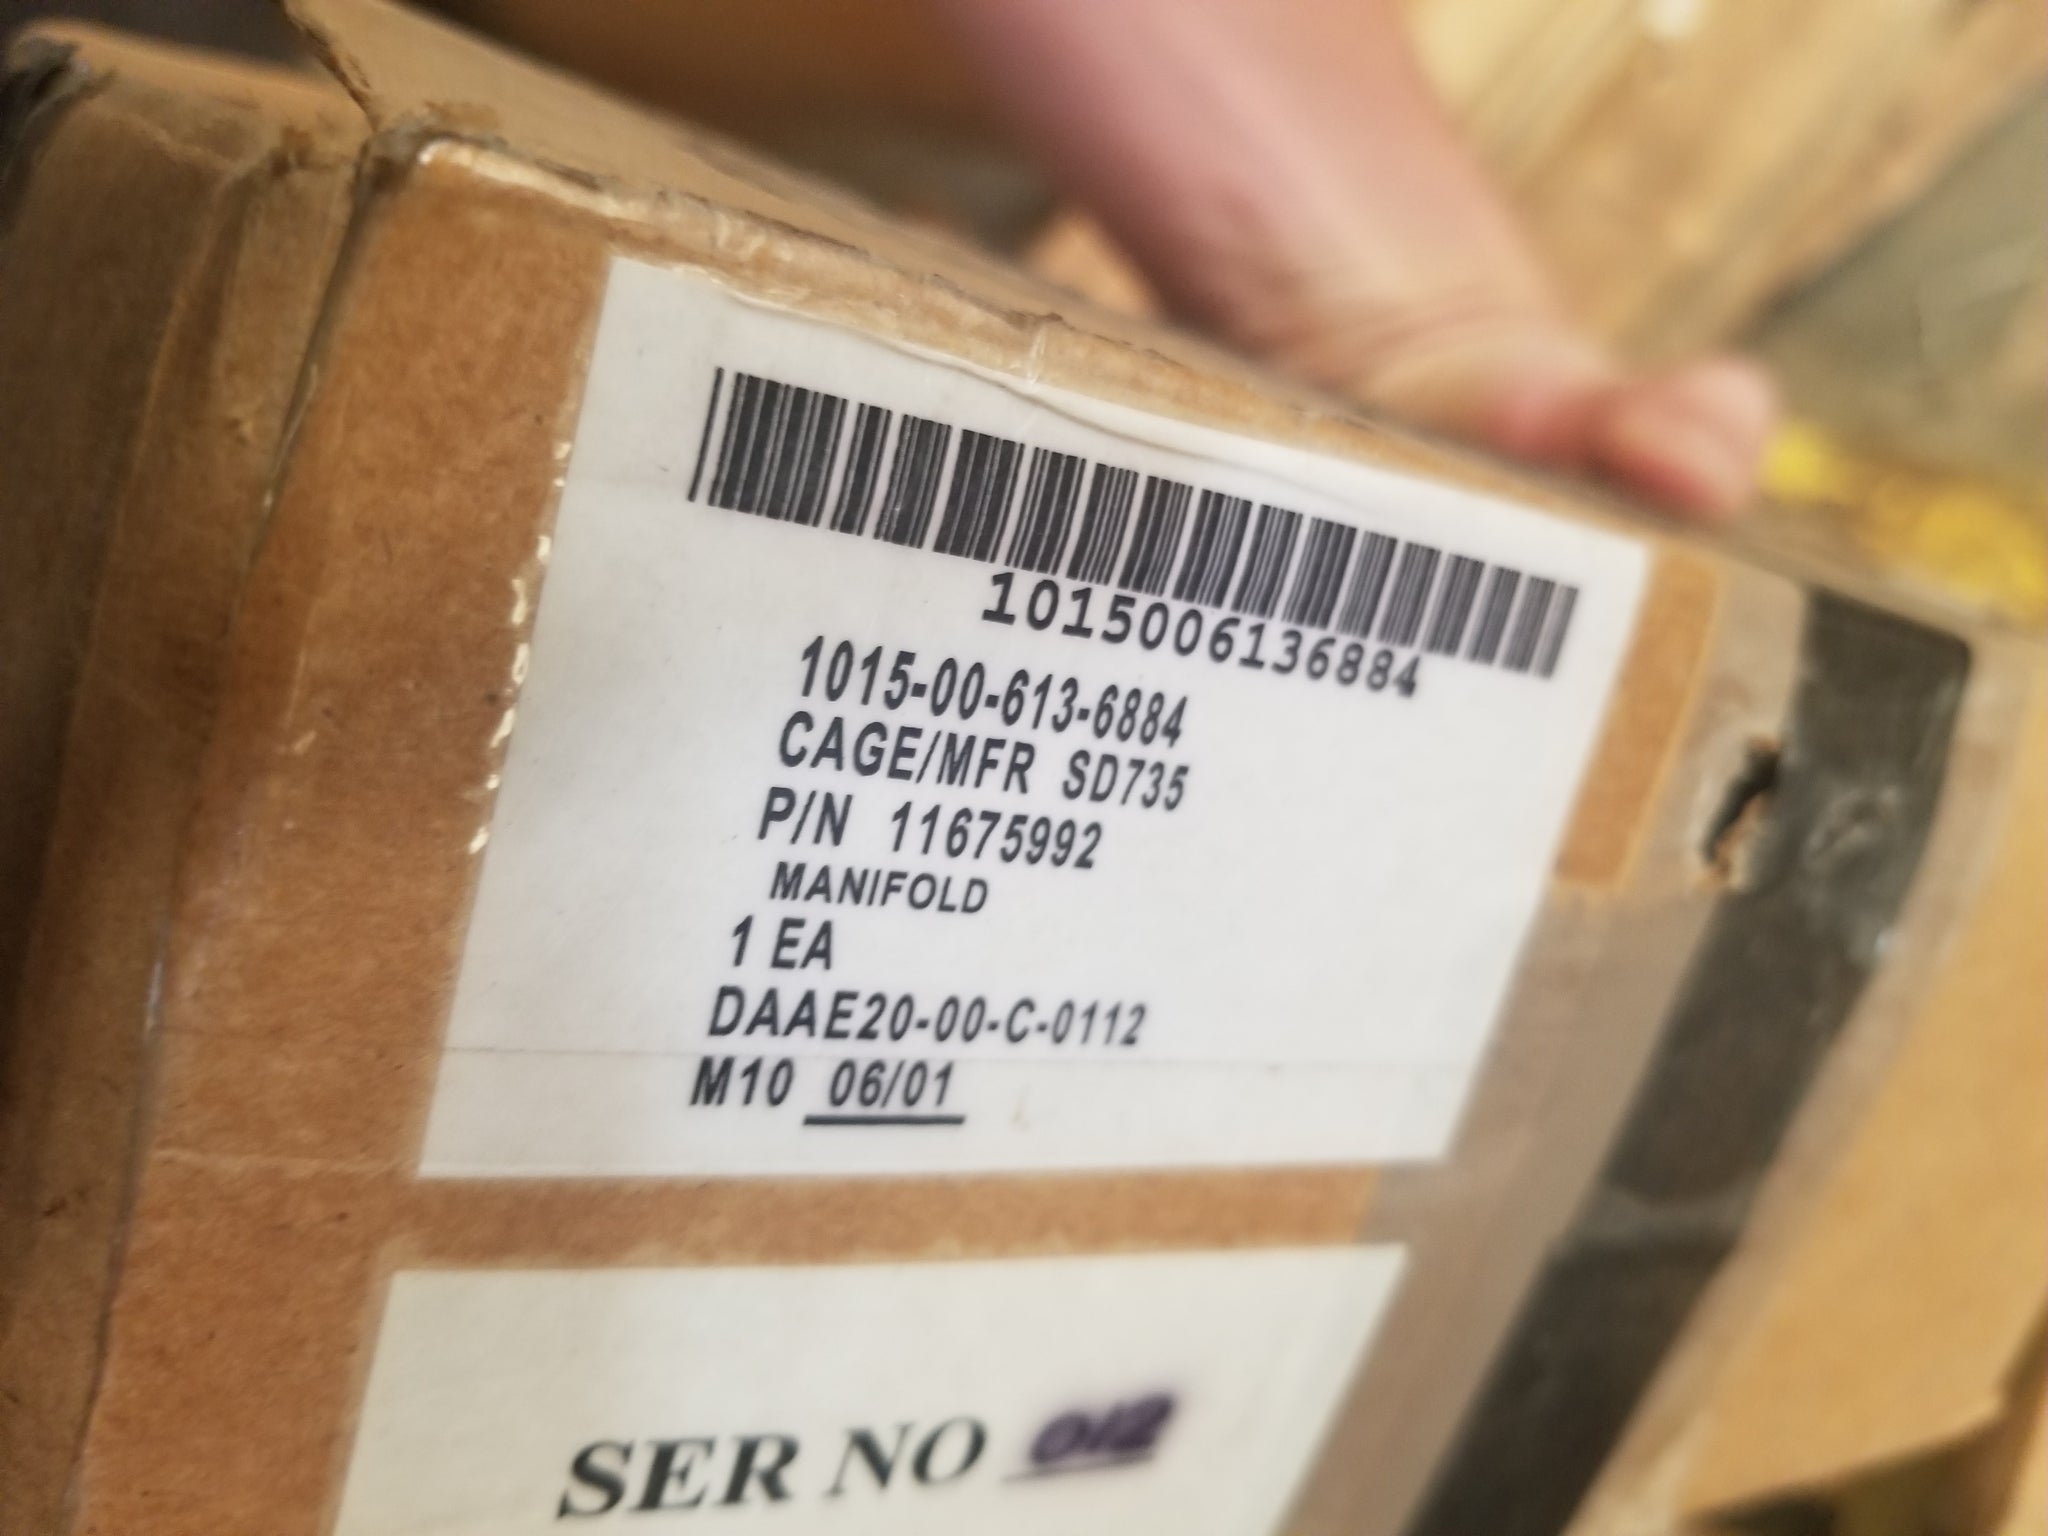 1015006136884
1015-00-613-6884
CAGE/MFR SD735
P/N 11675992
MANIFOLD
1 EA
DAAE20-00-C-0112
M10 06/01
SER NO 012